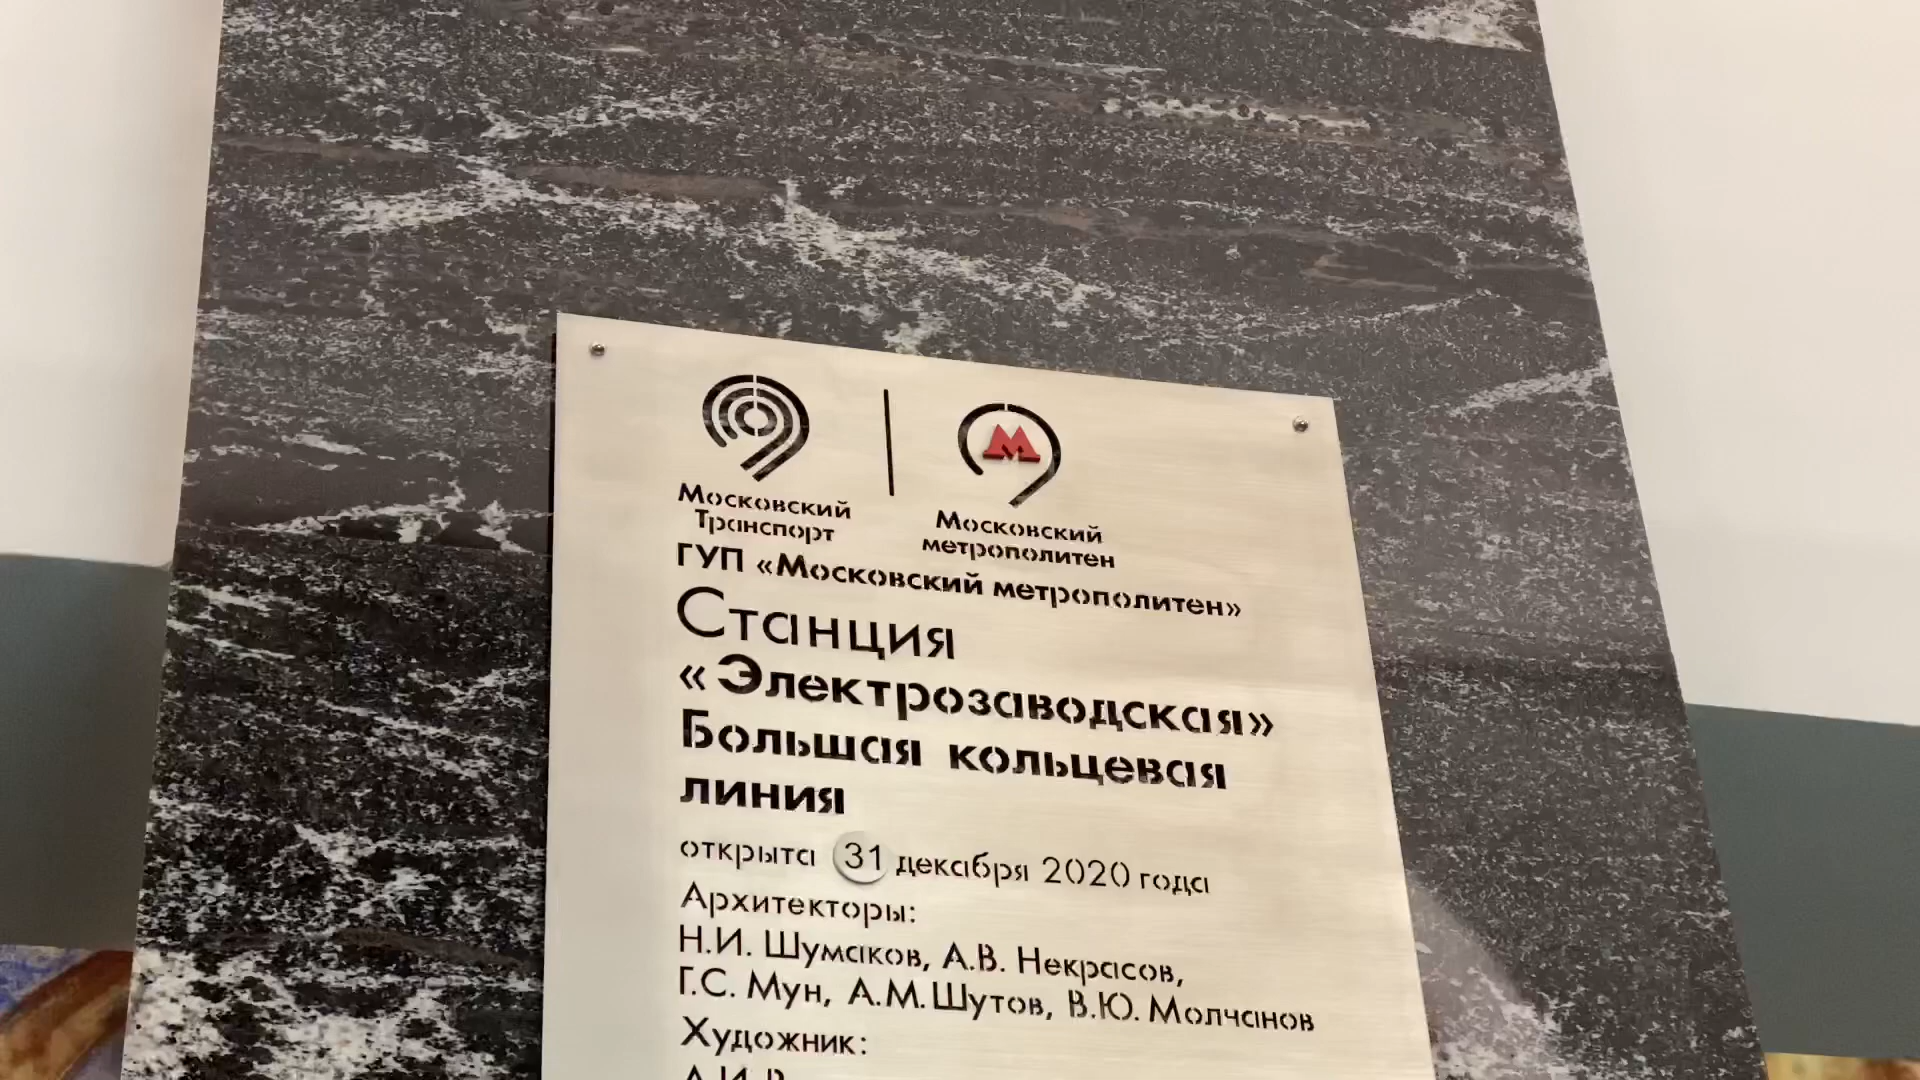 Московский
Транспорт
М
Московский
метрополитен
ГУП «Московский метрополитен»
Станция
«Электрозаводская»
Большая кольцевая
линия
открыта 31 декабря 2020 года
Архитекторы:
Н.И. Шумаков, А.В. Некрасов,
Г.С. Мун, А.М. Шутов, В.Ю. Молчанов
Художник: